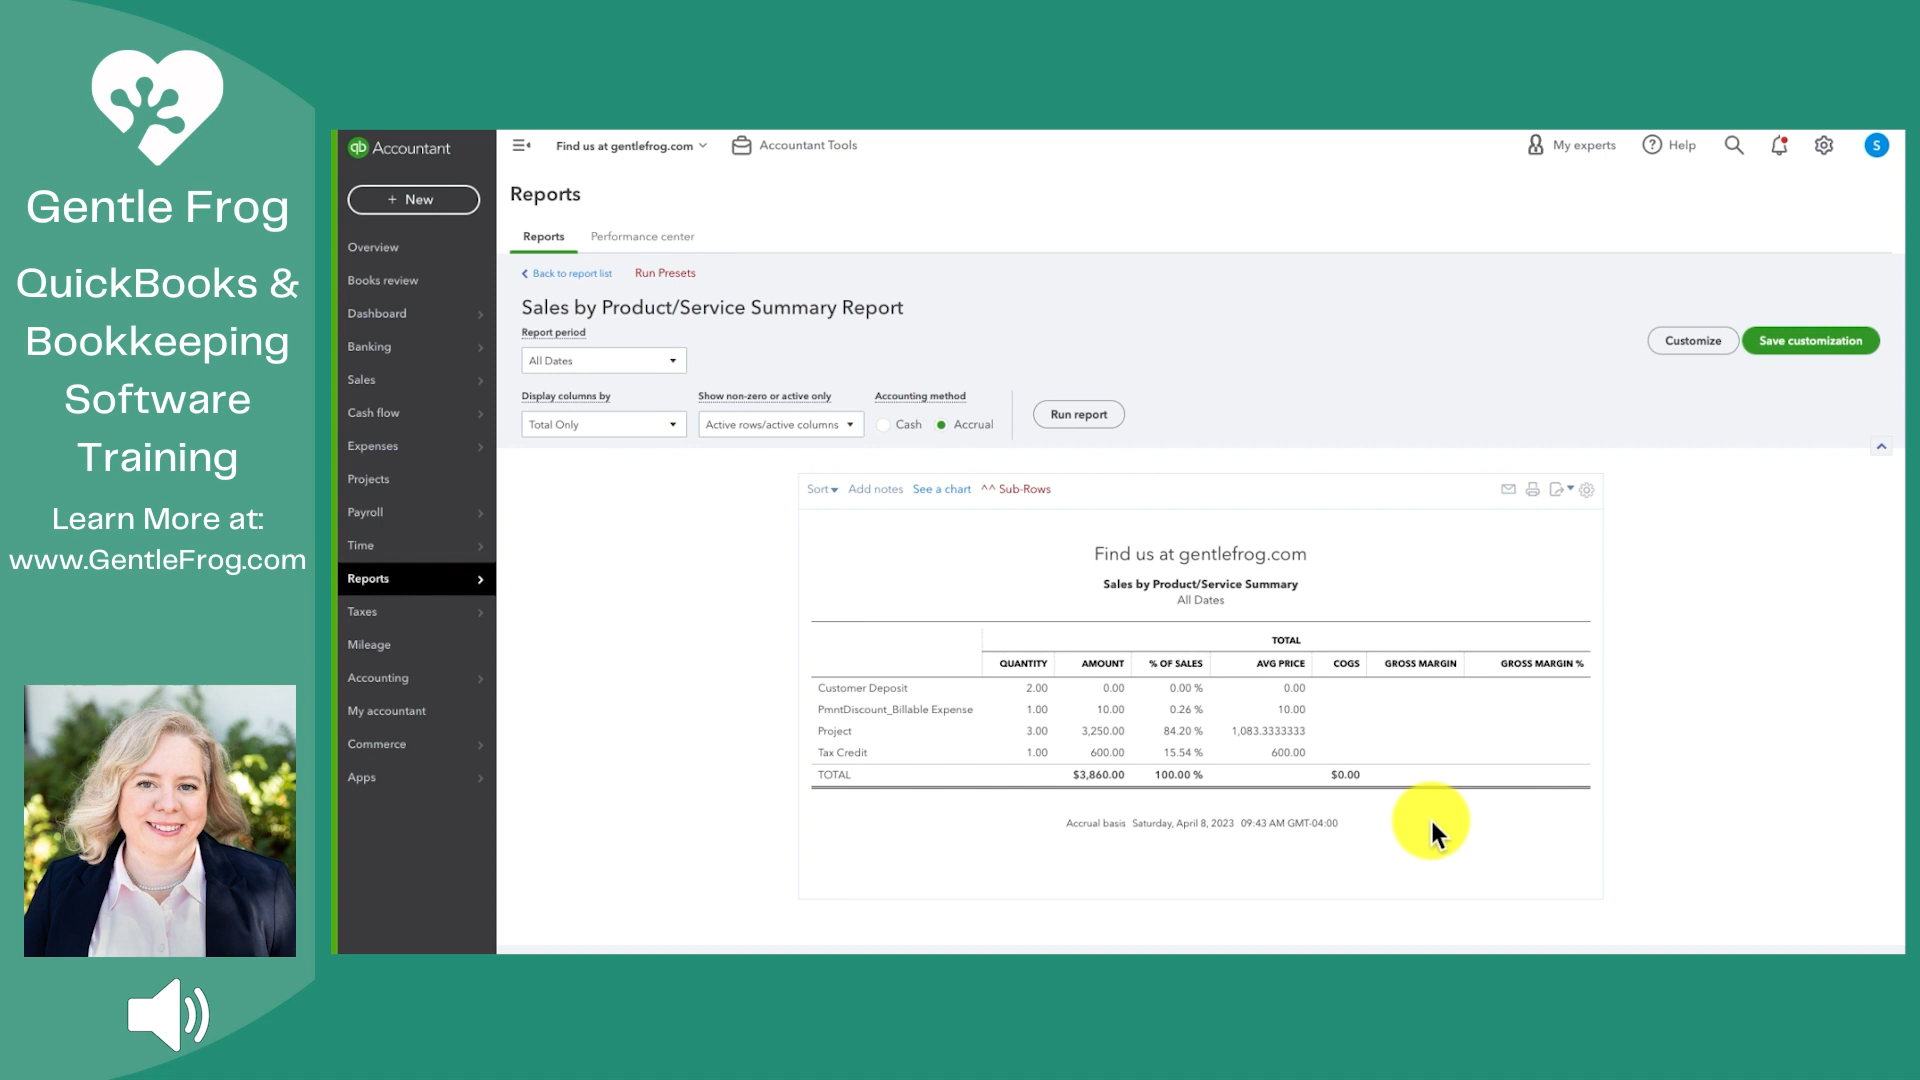 Gentle Frog
QuickBooks &
Bookkeeping
Software
Training
Learn More at:
www.GentleFrog.com
qb Accountant
+ New
Overview
Books review
Dashboard
Banking
Sales
Cash flow
Expenses
Projects
Payroll
Time
Reports
Taxes
Mileage
Accounting
My accountant
Commerce
Apps
Find us at gentlefrog.com Accountant Tools My experts ? Help S
Reports
Reports Performance center
Back to report list Run Presets
Sales by Product/Service Summary Report
Report period
All Dates
Customize Save customization
Display columns by Show non-zero or active only Accounting method
Total Only Active rows/active columns Cash Accrual Run report
Sort Add notes See a chart ^^ Sub-Rows
Find us at gentlefrog.com
Sales by Product/Service Summary
All Dates
TOTAL
QUANTITY AMOUNT % OF SALES AVG PRICE COGS GROSS MARGIN GROSS MARGIN %
Customer Deposit 2.00 0.00 0.00 % 0.00
PmntDiscount_Billable Expense 1.00 10.00 0.26 % 10.00
Project 3.00 3,250.00 84.20 % 1,083.3333333
Tax Credit 1.00 600.00 15.54 % 600.00
TOTAL $3,860.00 100.00 % $0.00
Accrual basis Saturday, April 8, 2023 09:43 AM GMT-04:00